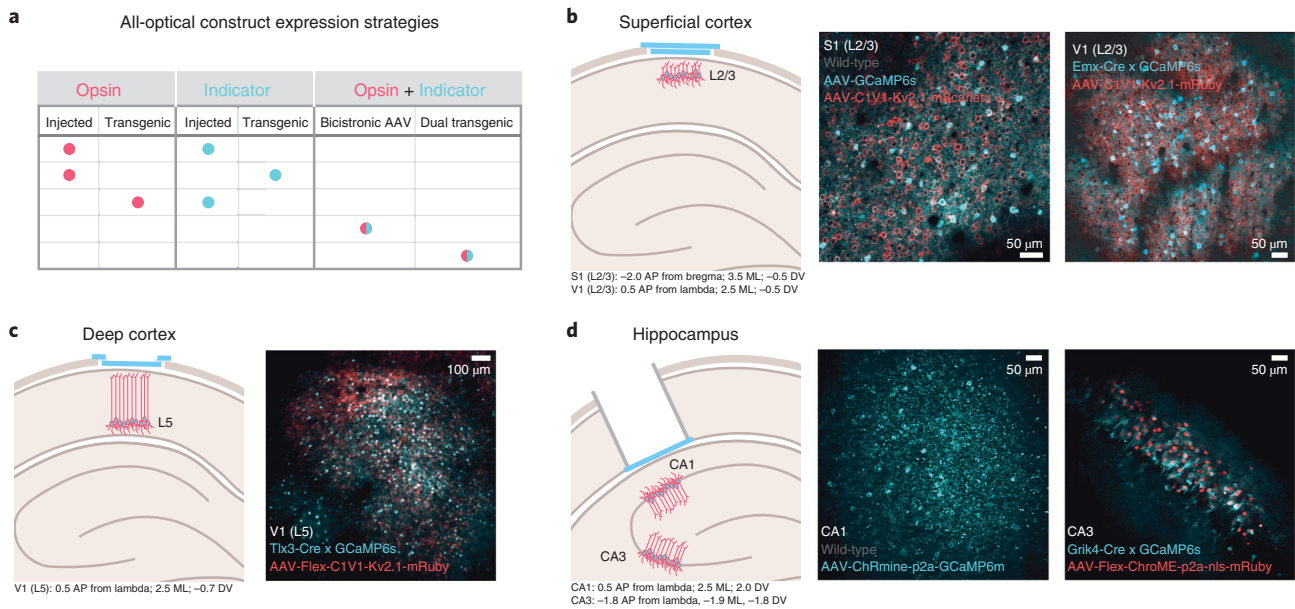 a
All-optical construct expression strategies
Opsin
Indicator
Opsin + Indicator
Injected
Transgenic
Injected
Transgenic
Bicistronic AAV
Dual transgenic
b
Superficial cortex
L2/3
S1 (L2/3): –2.0 AP from bregma; 3.5 ML; –0.5 DV
V1 (L2/3): 0.5 AP from lambda; 2.5 ML; –0.5 DV
S1 (L2/3)
Wild-type
AAV-GCaMP6s
AAV-C1V1-Kv2.1-mScarlet
50 µm
V1 (L2/3)
Emx-Cre x GCaMP6s
AAV-C1V1-Kv2.1-mRuby
50 µm
c
Deep cortex
L5
V1 (L5): 0.5 AP from lambda; 2.5 ML; –0.7 DV
100 µm
V1 (L5)
Tlx3-Cre x GCaMP6s
AAV-Flex-C1V1-Kv2.1-mRuby
d
Hippocampus
CA1
CA3
CA1: 0.5 AP from lambda; 2.5 ML; 2.0 DV
CA3: –1.8 AP from lambda, –1.9 ML, –1.8 DV
50 µm
CA1
Wild-type
AAV-ChRmine-p2a-GCaMP6m
50 µm
CA3
Grik4-Cre x GCaMP6s
AAV-Flex-ChroME-p2a-nls-mRuby